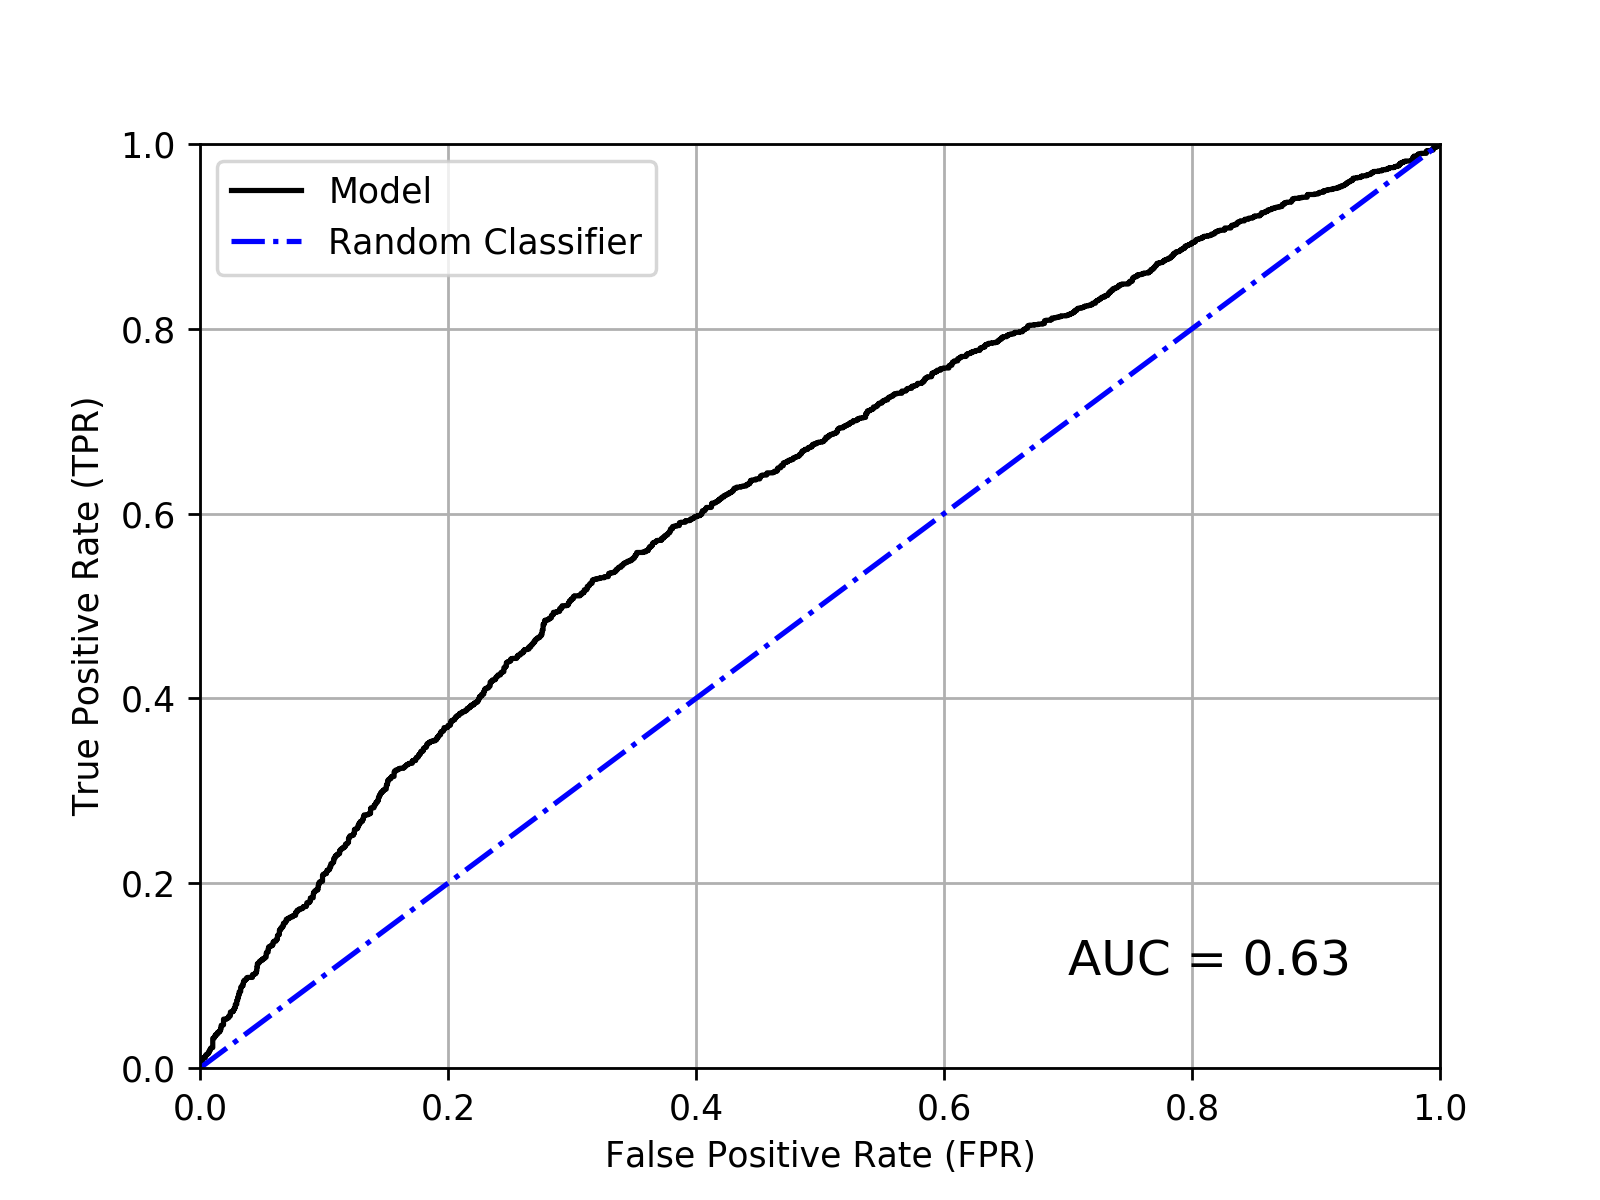 1.0
0.8
0.6
0.4
0.2
0.0
True Positive Rate (TPR)
Model
Random Classifier
AUC = 0.63
0.0 0.2 0.4 0.6 0.8 1.0
False Positive Rate (FPR)